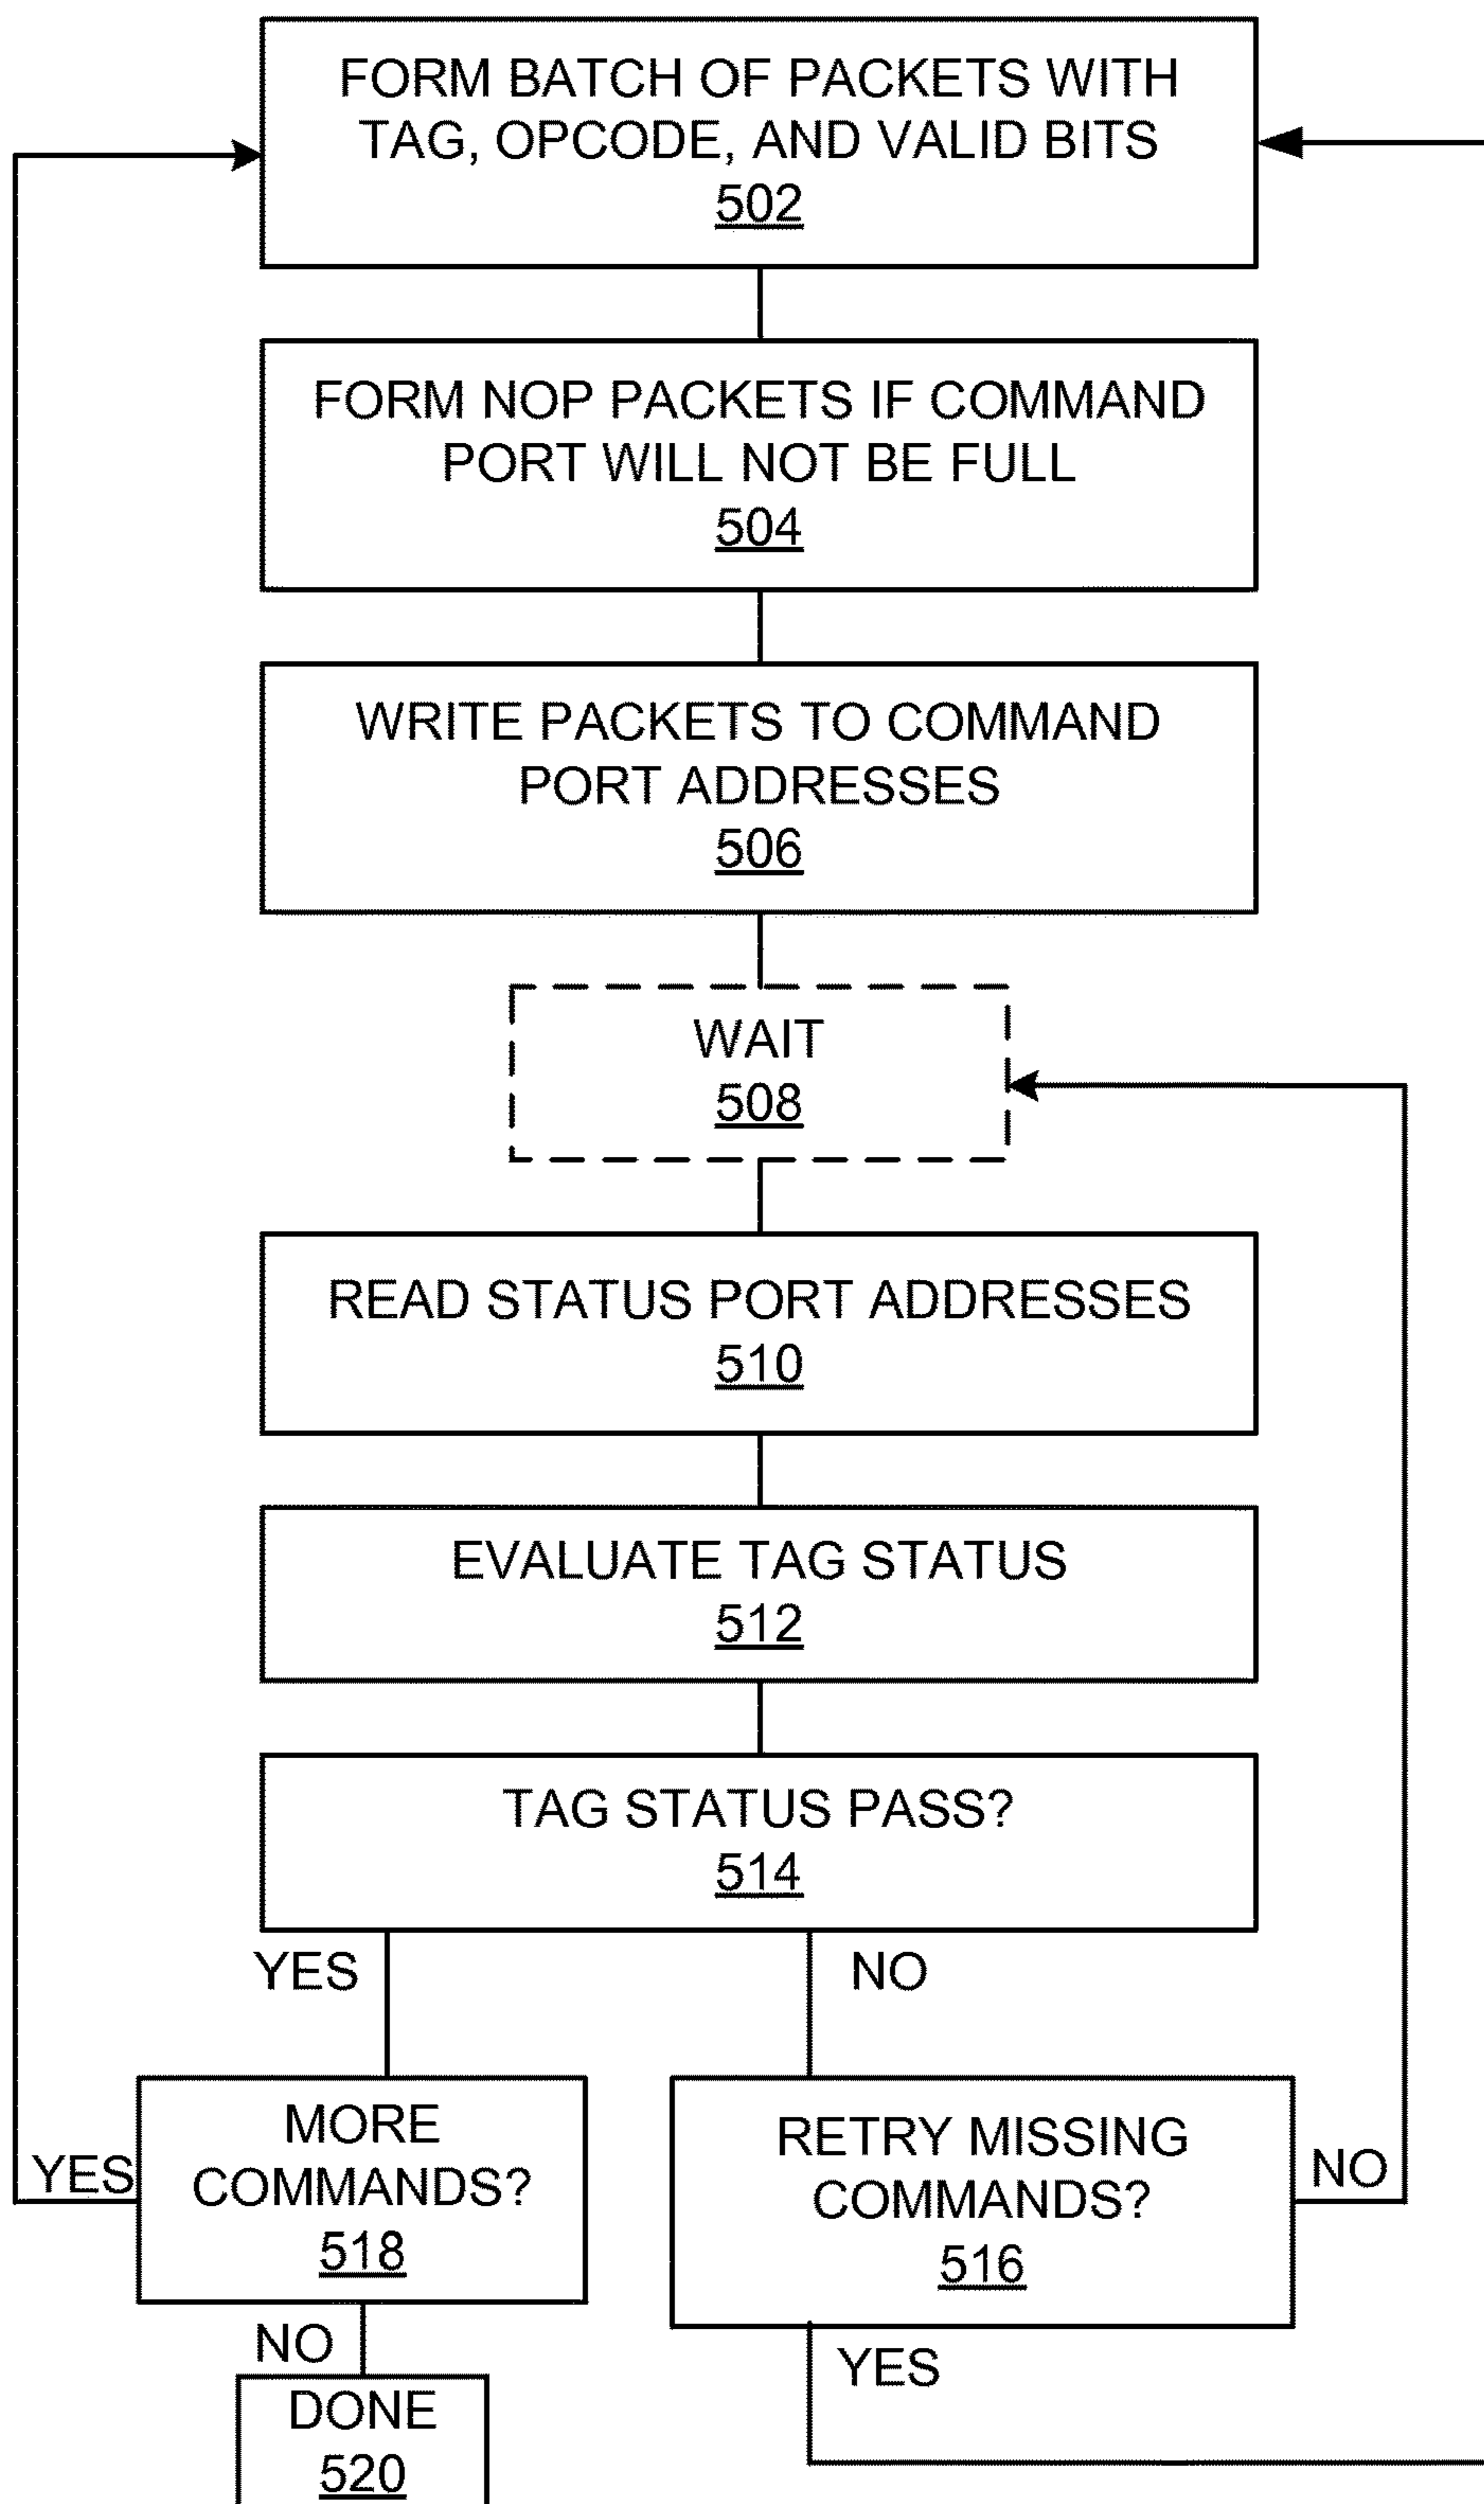 FORM BATCH OF PACKETS WITH
TAG, OPCODE, AND VALID BITS
502
FORM NOP PACKETS IF COMMAND
PORT WILL NOT BE FULL
504
WRITE PACKETS TO COMMAND
PORT ADDRESSES
506
WAIT
508
READ STATUS PORT ADDRESSES
510
EVALUATE TAG STATUS
512
TAG STATUS PASS?
514
YES
NO
MORE
COMMANDS?
518
YES
RETRY MISSING
COMMANDS?
516
NO
NO
YES
DONE
520